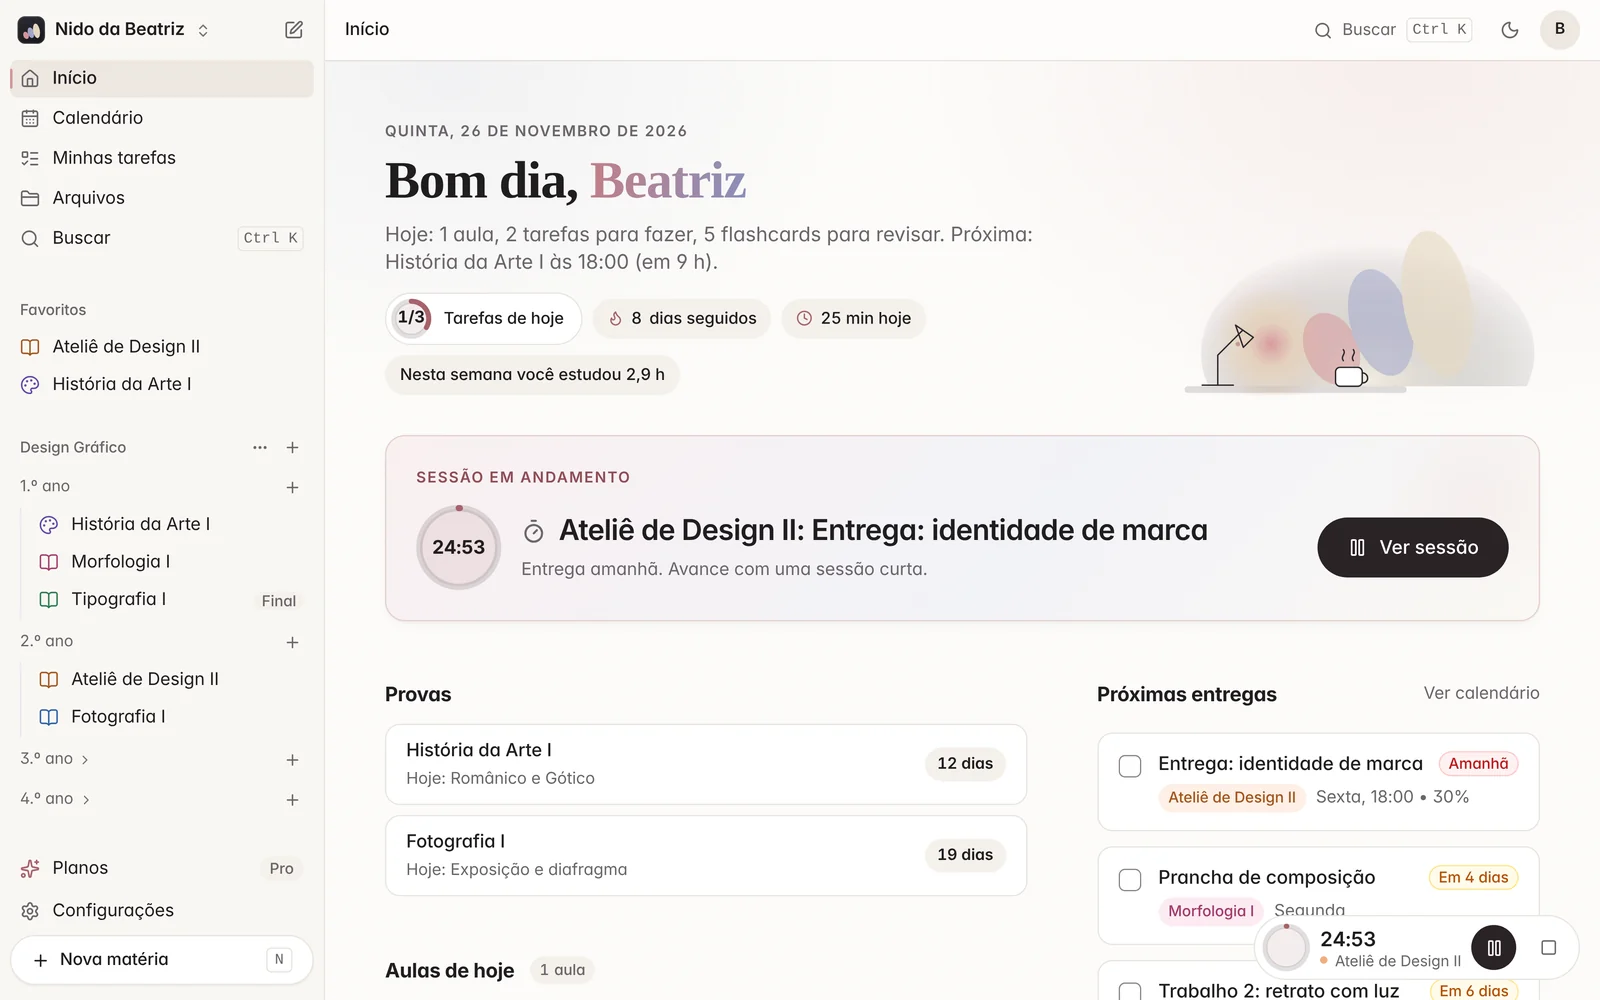 Nido da Beatriz
Início
Calendário
Minhas tarefas
Arquivos
Buscar
Ctrl K
Favoritos
Ateliê de Design II
História da Arte I
Design Gráfico
1.º ano
História da Arte I
Morfologia I
Tipografia I
Final
2.º ano
Ateliê de Design II
Fotografia I
3.º ano
4.º ano
Planos
Pro
Configurações
Nova matéria
N
Início
Buscar
Ctrl K
B
QUINTA, 26 DE NOVEMBRO DE 2026
Bom dia, Beatriz
Hoje: 1 aula, 2 tarefas para fazer, 5 flashcards para revisar. Próxima:
História da Arte I às 18:00 (em 9 h).
1/3
Tarefas de hoje
8 dias seguidos
25 min hoje
Nesta semana você estudou 2,9 h
SESSÃO EM ANDAMENTO
24:53
Ateliê de Design II: Entrega: identidade de marca
Entrega amanhã. Avance com uma sessão curta.
Ver sessão
Provas
História da Arte I
Hoje: Românico e Gótico
12 dias
Fotografia I
Hoje: Exposição e diafragma
19 dias
Aulas de hoje
1 aula
Próximas entregas
Ver calendário
Entrega: identidade de marca
Amanhã
Ateliê de Design II
Sexta, 18:00 • 30%
Prancha de composição
Em 4 dias
Morfologia I
Segunda
Trabalho 2: retrato com luz
Em 6 dias
24:53
Ateliê de Design II